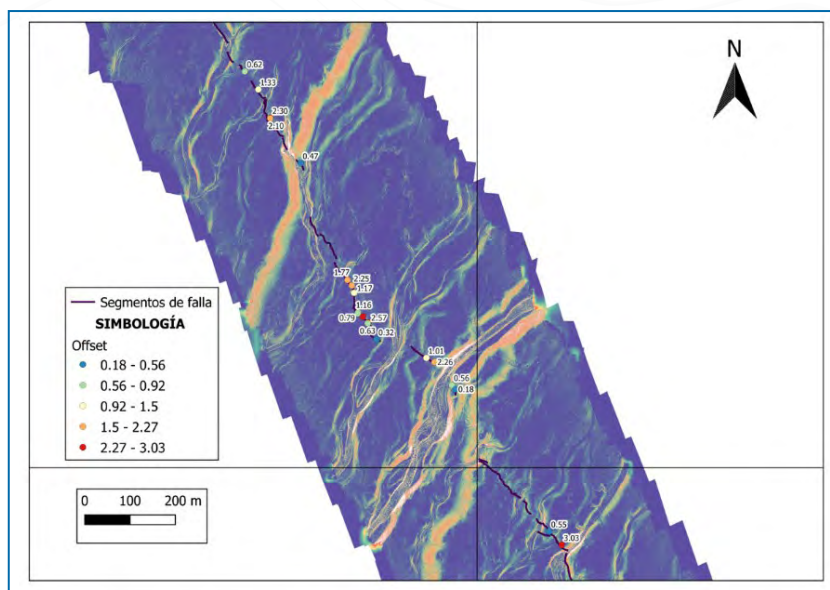 N
0.62
1.33
2.30
2.10
0.47
1.77
2.25
1.17
1.16
0.79
2.57
0.63
0.32
1.01
2.26
0.56
0.18
0.55
3.03
Segmentos de falla
SIMBOLOGÍA
Offset
0.18 - 0.56
0.56 - 0.92
0.92 - 1.5
1.5 - 2.27
2.27 - 3.03
0 100 200 m